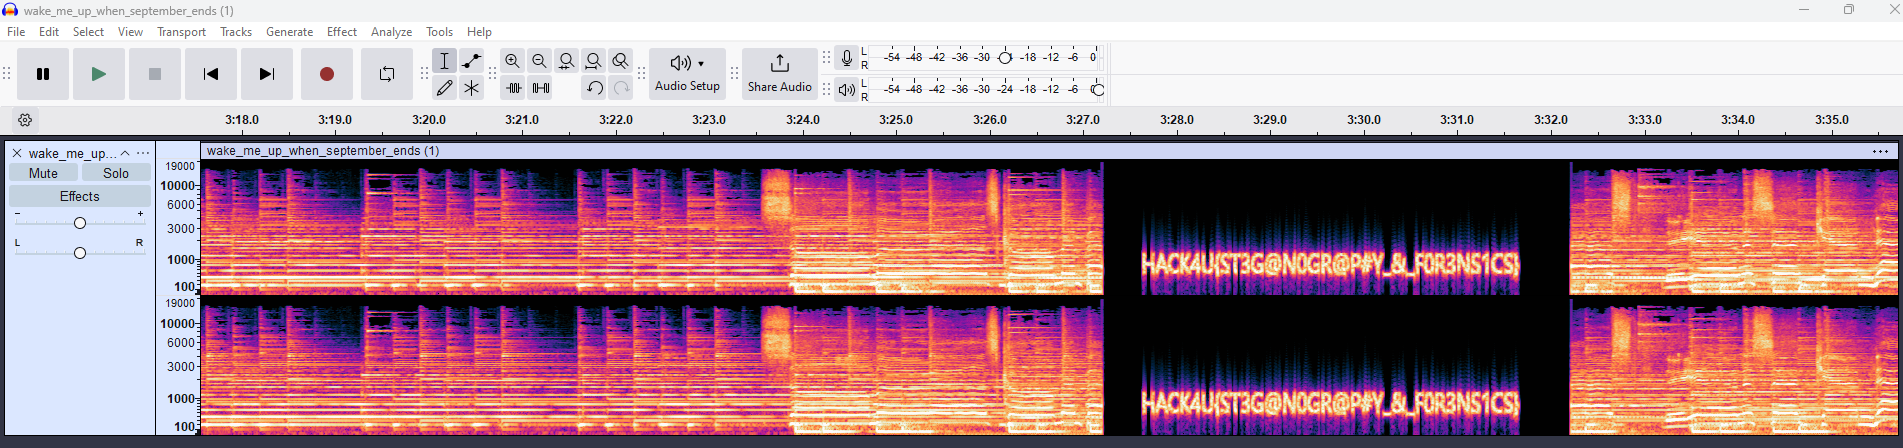 wake_me_up_when_september_ends (1)
File Edit Select View Transport Tracks Generate Effect Analyze Tools Help
Audio Setup
Share Audio
L
R
-54 -48 -42 -36 -30 -24 -18 -12 -6 0
L
R
-54 -48 -42 -36 -30 -24 -18 -12 -6 0
3:18.0 3:19.0 3:20.0 3:21.0 3:22.0 3:23.0 3:24.0 3:25.0 3:26.0 3:27.0 3:28.0 3:29.0 3:30.0 3:31.0 3:32.0 3:33.0 3:34.0 3:35.0
wake_me_up... 
wake_me_up_when_september_ends (1)
Mute Solo
Effects
- +
L R
19000
10000
6000
3000
1000
100
HACK4U{ST3G@N0GR@P#Y_&_F0R3NS1CS}
19000
10000
6000
3000
1000
100
HACK4U{ST3G@N0GR@P#Y_&_F0R3NS1CS}